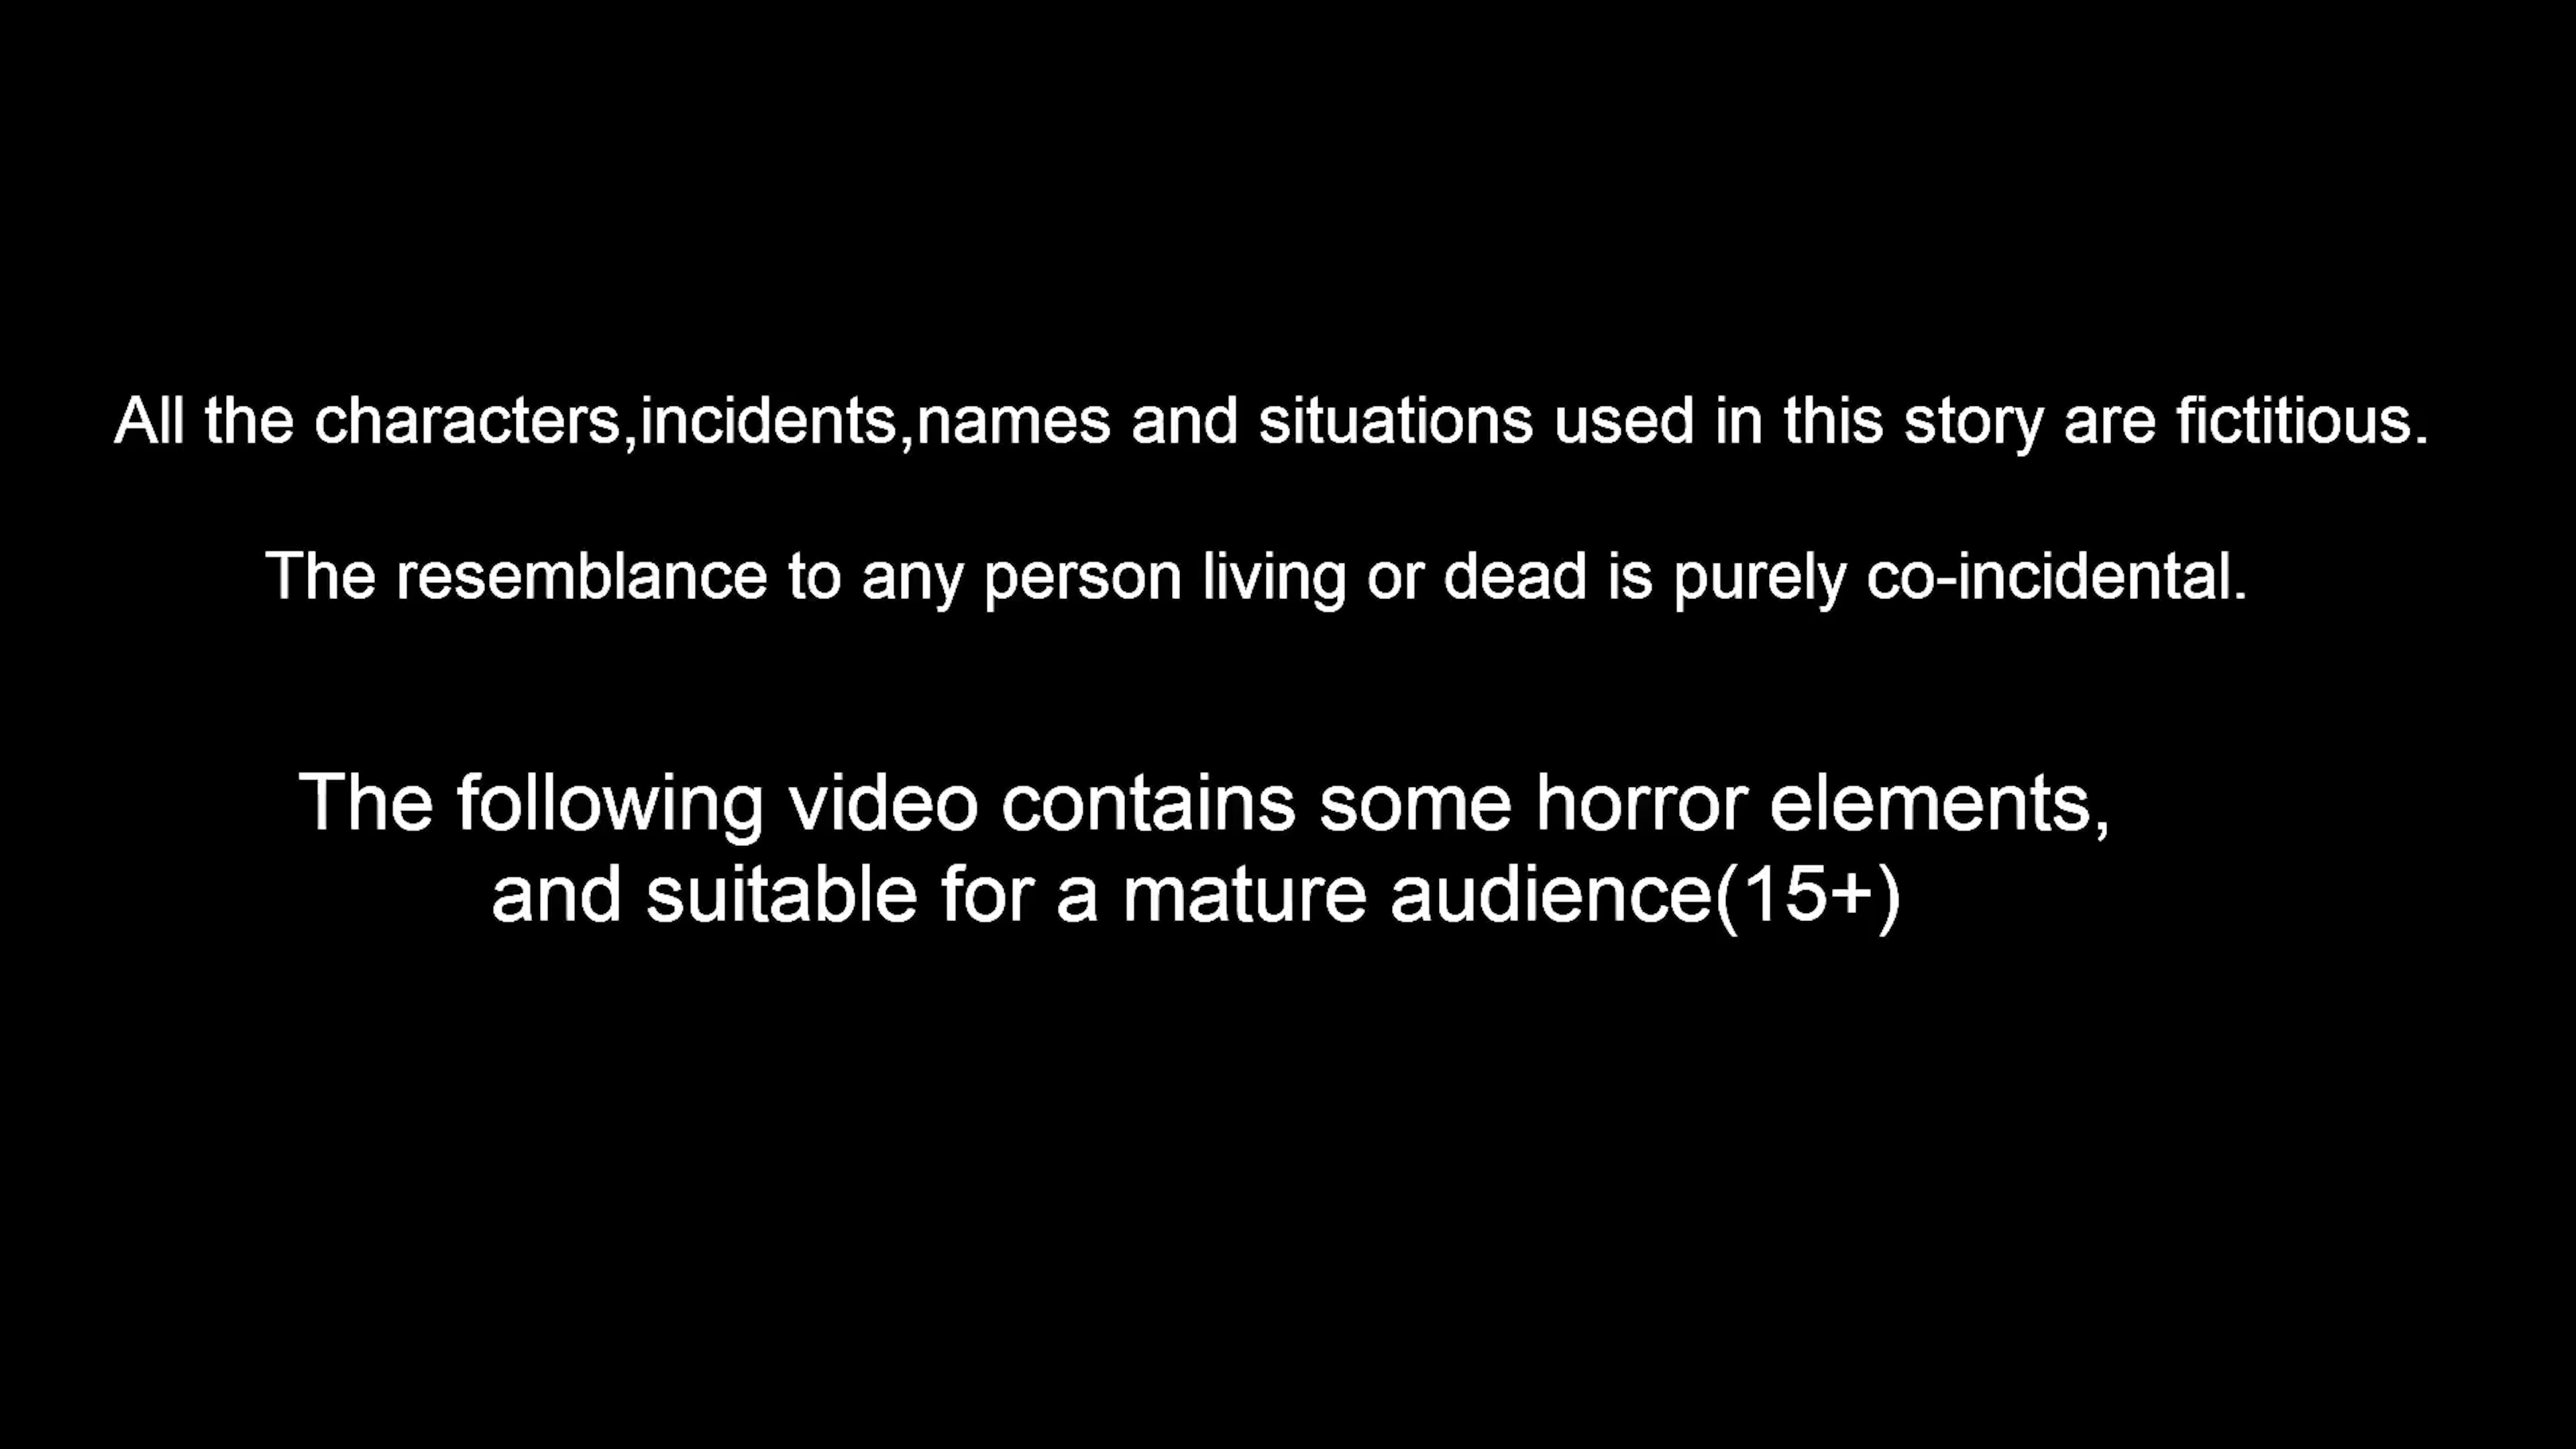 All the characters,incidents,names and situations used in this story are fictitious.
The resemblance to any person living or dead is purely co-incidental.
The following video contains some horror elements,
and suitable for a mature audience(15+)